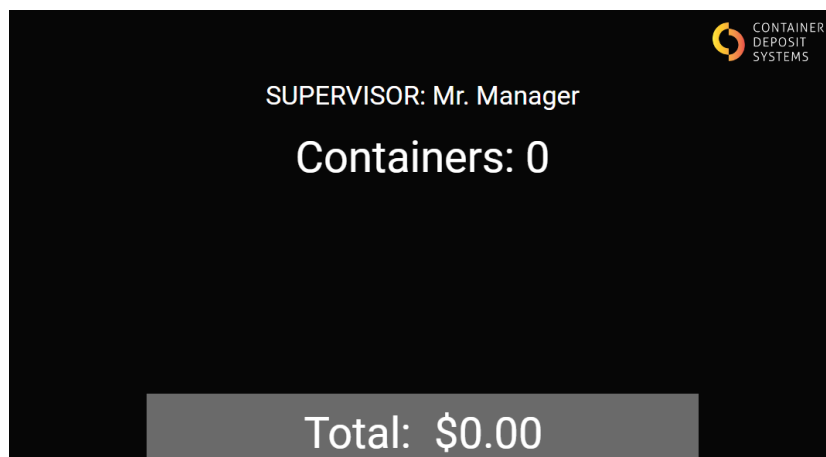 CONTAINER
DEPOSIT
SYSTEMS
SUPERVISOR: Mr. Manager
Containers: 0
Total: $0.00